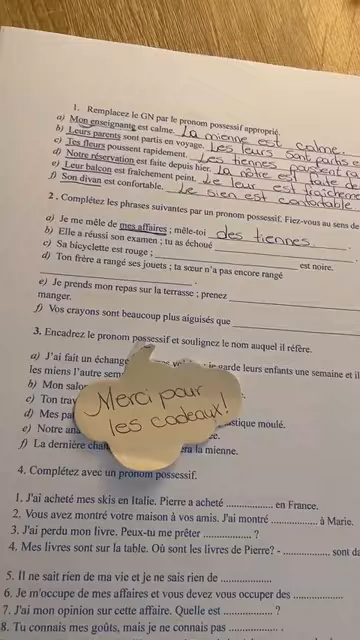 1. Remplacez le GN par le pronom possessif approprié.
a) Mon enseignante est calme. La mienne est calme.
b) Leurs parents sont partis en voyage. Les leurs sont partis e
c) Tes fleurs poussent rapidement. Les tiennes poussent ra
d) Notre réservation est faite depuis hier. La nôtre est faite de
e) Leur balcon est fraîchement peint. Le leur est fraîcheme
f) Son divan est confortable. Le sien est confortable
2. Complétez les phrases suivantes par un pronom possessif. Fiez-vous au sens de
a) Je me mêle de mes affaires; mêle-toi des tiennes
b) Elle a réussi son examen ; tu as échoué
c) Sa bicyclette est rouge ; est noire.
d) Ton frère a rangé ses jouets ; ta sœur n'a pas encore rangé
e) Je prends mon repas sur la terrasse ; prenez
manger.
f) Vos crayons sont beaucoup plus aiguisés que
3. Encadrez le pronom possessif et soulignez le nom auquel il réfère.
a) J'ai fait un échang je garde leurs enfants une semaine et il
les miens l'autre sem
b) Mon salo
c) Ton trav
d) Mes pa astique moulé.
e) Notre ana
f) La dernière cham era la mienne.
Merci pour
les cadeaux!
4. Complétez avec un pronom possessif.
1. J'ai acheté mes skis en Italie. Pierre a acheté .................. en France.
2. Vous avez montré votre maison à vos amis. J'ai montré .................. à Marie.
3. J'ai perdu mon livre. Peux-tu me prêter .................. ?
4. Mes livres sont sur la table. Où sont les livres de Pierre? - .................. sont da
5. Il ne sait rien de ma vie et je ne sais rien de ..................
6. Je m'occupe de mes affaires et vous devez vous occuper des ..................
7. J'ai mon opinion sur cette affaire. Quelle est .................. ?
8. Tu connais mes goûts, mais je ne connais pas .................. .